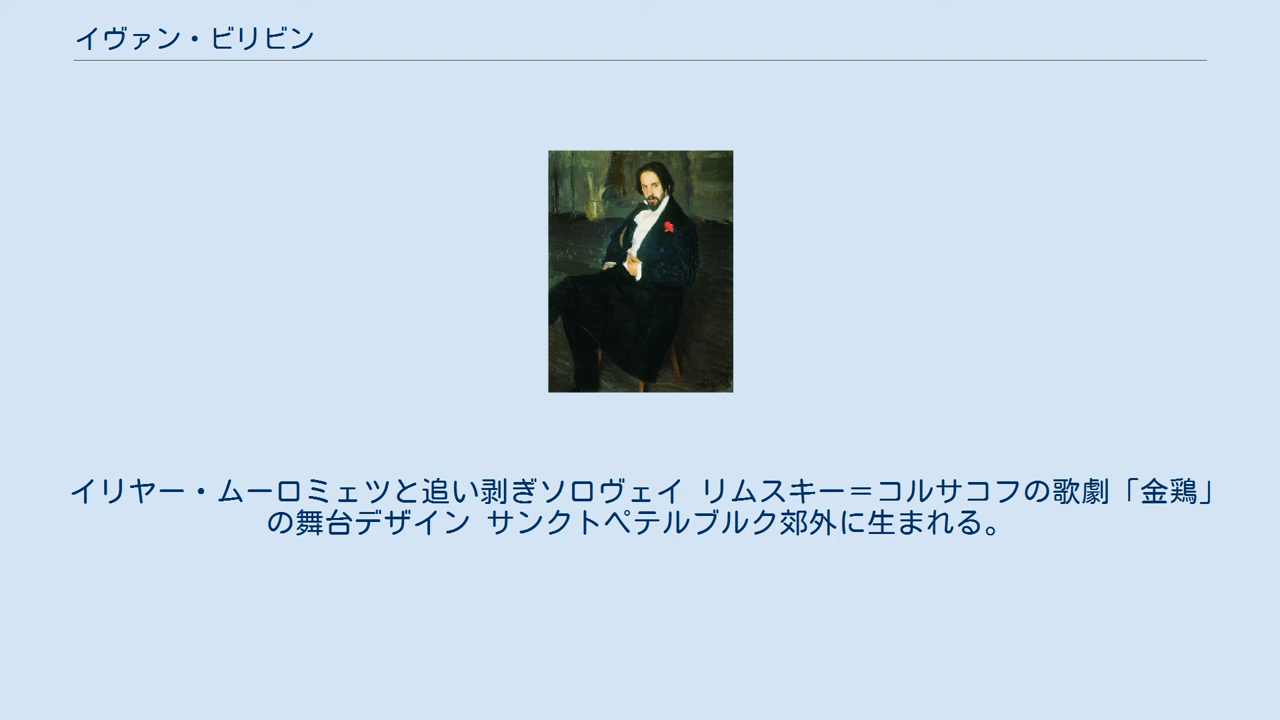 イヴァン・ビリビン
イリヤー・ムーロミェツと追い剥ぎソロヴェイ リムスキー＝コルサコフの歌劇「金鶏」
の舞台デザイン サンクトペテルブルク郊外に生まれる。